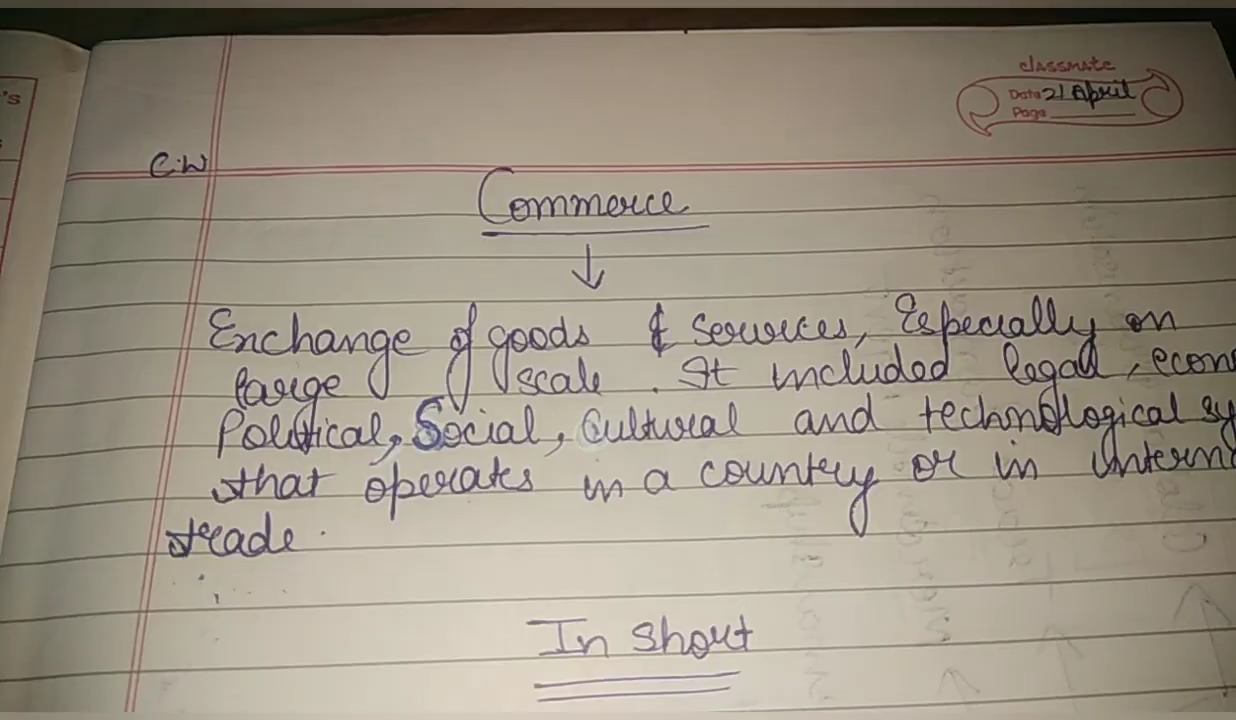 's
classmate
Date 21 April
Page
C.W
Commerce
↓
Exchange of goods & services, Especially on
large scale. It included legal, econ
Political, Social, Cultural and technological sy
that operates in a country or in intern
trade.
In short